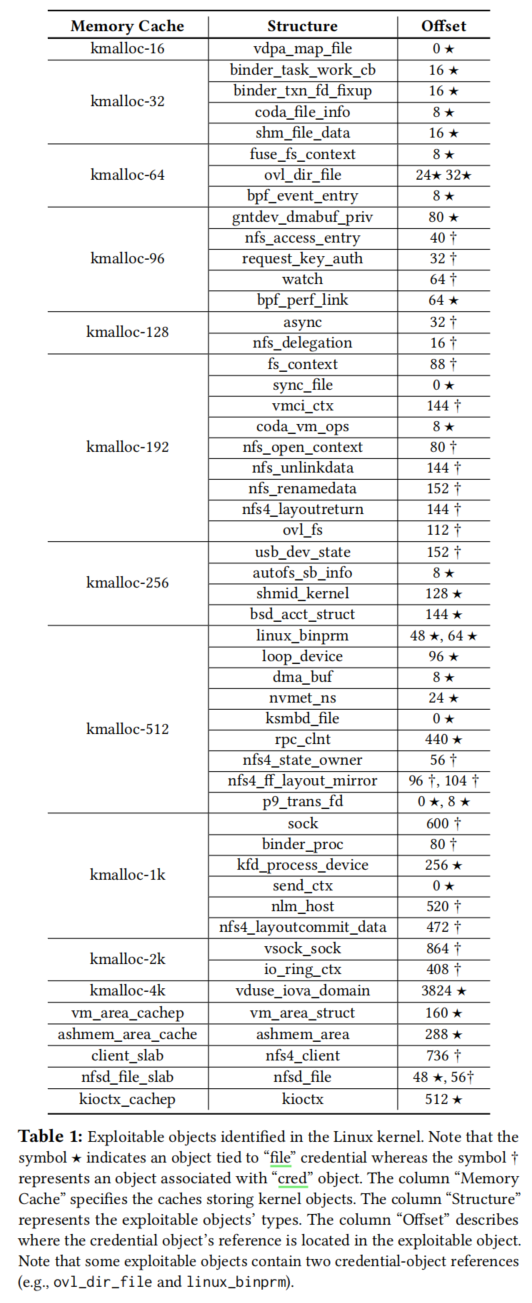 Memory Cache Structure Offset
kmalloc-16 vdpa_map_file 0 ★
kmalloc-32 binder_task_work_cb 16 ★
binder_txn_fd_fixup 16 ★
coda_file_info 8 ★
shm_file_data 16 ★
kmalloc-64 fuse_fs_context 8 ★
ovl_dir_file 24★ 32★
bpf_event_entry 8 ★
kmalloc-96 gntdev_dmabuf_priv 80 ★
nfs_access_entry 40 †
request_key_auth 32 †
watch 64 †
bpf_perf_link 64 ★
kmalloc-128 async 32 †
nfs_delegation 16 †
kmalloc-192 fs_context 88 †
sync_file 0 ★
vmci_ctx 144 †
coda_vm_ops 8 ★
nfs_open_context 80 †
nfs_unlinkdata 144 †
nfs_renamedata 152 †
nfs4_layoutreturn 144 †
ovl_fs 112 †
kmalloc-256 usb_dev_state 152 †
autofs_sb_info 8 ★
shmid_kernel 128 ★
bsd_acct_struct 144 ★
kmalloc-512 linux_binprm 48 ★, 64 ★
loop_device 96 ★
dma_buf 8 ★
nvmet_ns 24 ★
ksmbd_file 0 ★
rpc_clnt 440 ★
nfs4_state_owner 56 †
nfs4_ff_layout_mirror 96 †, 104 †
p9_trans_fd 0 ★, 8 ★
kmalloc-1k sock 600 †
binder_proc 80 †
kfd_process_device 256 ★
send_ctx 0 ★
nlm_host 520 †
nfs4_layoutcommit_data 472 †
kmalloc-2k vsock_sock 864 †
io_ring_ctx 408 †
kmalloc-4k vduse_iova_domain 3824 ★
vm_area_cachep vm_area_struct 160 ★
ashmem_area_cache ashmem_area 288 ★
client_slab nfs4_client 736 †
nfsd_file_slab nfsd_file 48 ★, 56†
kioctx_cachep kioctx 512 ★
Table 1: Exploitable objects identified in the Linux kernel. Note that the
symbol ★ indicates an object tied to “file” credential whereas the symbol †
represents an object associated with “cred” object. The column “Memory
Cache” specifies the caches storing kernel objects. The column “Structure”
represents the exploitable objects’ types. The column “Offset” describes
where the credential object’s reference is located in the exploitable object.
Note that some exploitable objects contain two credential-object references
(e.g., ovl_dir_file and linux_binprm).